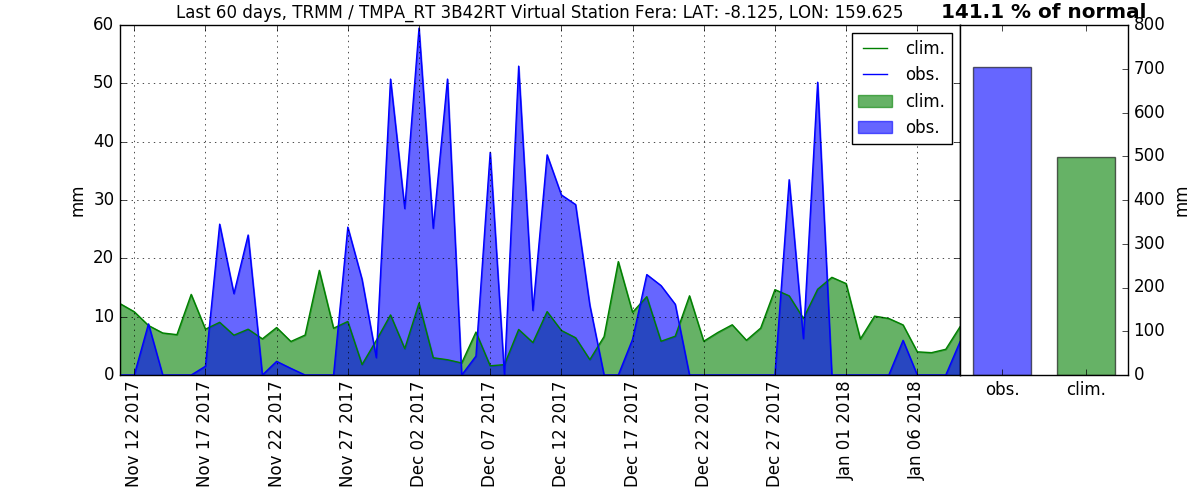 Last 60 days, TRMM / TMPA_RT 3B42RT Virtual Station Fera: LAT: -8.125, LON: 159.625
141.1 % of normal
60
50
40
30
20
10
0
mm
clim.
obs.
clim.
obs.
Nov 12 2017
Nov 17 2017
Nov 22 2017
Nov 27 2017
Dec 02 2017
Dec 07 2017
Dec 12 2017
Dec 17 2017
Dec 22 2017
Dec 27 2017
Jan 01 2018
Jan 06 2018
800
700
600
500
400
300
200
100
0
mm
obs.
clim.